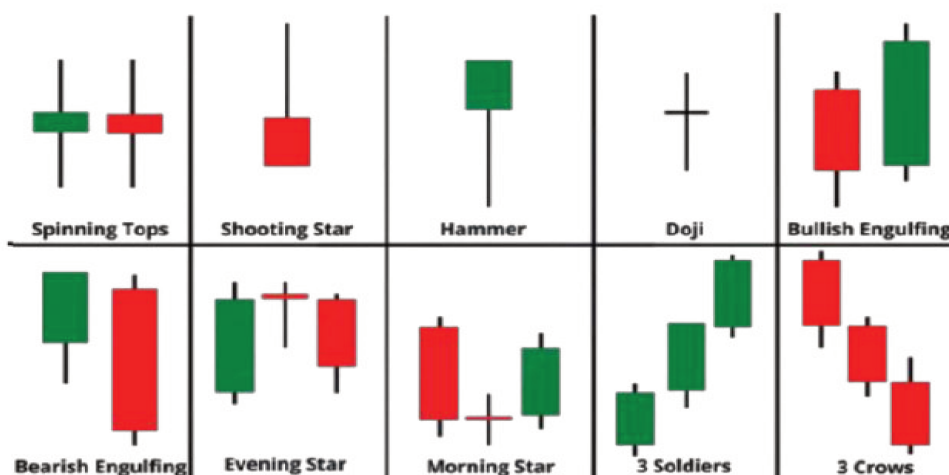 Spinning Tops
Shooting Star
Hammer
Doji
Bullish Engulfing
Bearish Engulfing
Evening Star
Morning Star
3 Soldiers
3 Crows